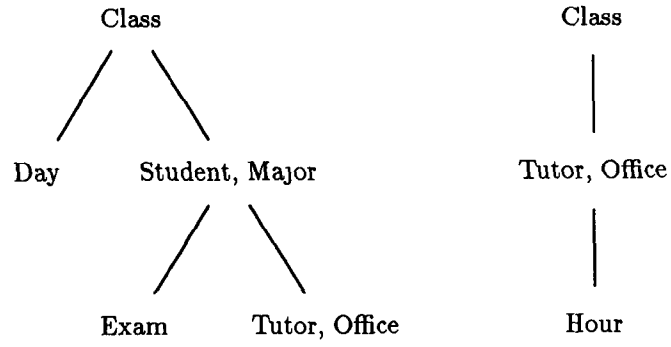 Class
Class
Day
Student, Major
Tutor, Office
Exam
Tutor, Office
Hour